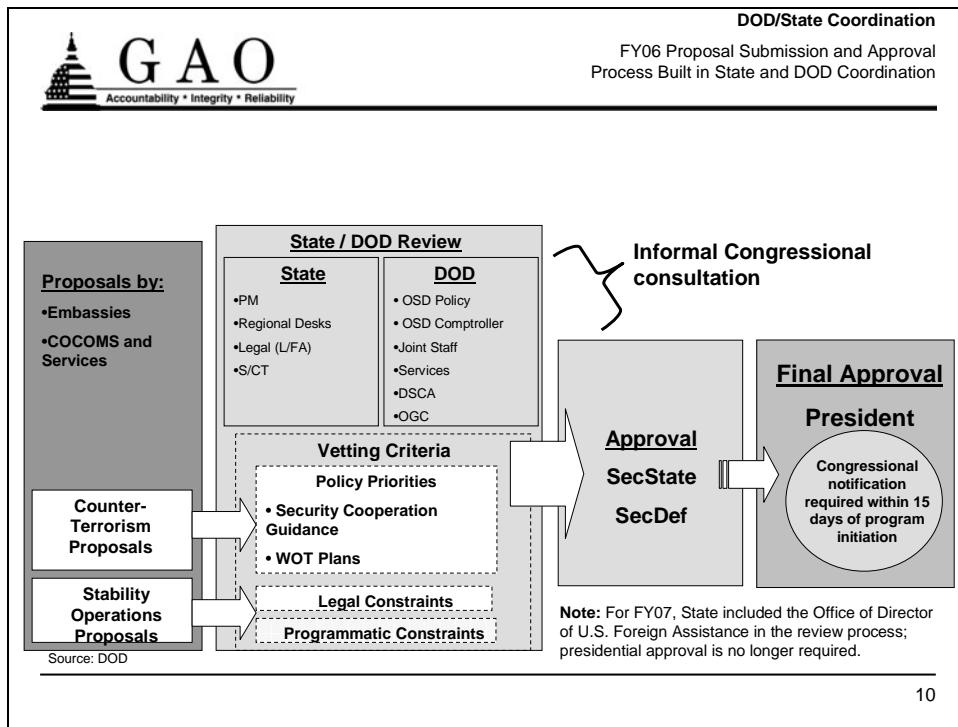 DOD/State Coordination
GAO
Accountability * Integrity * Reliability
FY06 Proposal Submission and Approval
Process Built in State and DOD Coordination
Proposals by:
•Embassies
•COCOMS and
Services
Counter-
Terrorism
Proposals
Stability
Operations
Proposals
State / DOD Review
State
•PM
•Regional Desks
•Legal (L/FA)
•S/CT
DOD
• OSD Policy
• OSD Comptroller
•Joint Staff
•Services
•DSCA
•OGC
Vetting Criteria
Policy Priorities
• Security Cooperation
Guidance
• WOT Plans
Legal Constraints
Programmatic Constraints
Informal Congressional
consultation
Approval
SecState
SecDef
Final Approval
President
Congressional
notification
required within 15
days of program
initiation
Note: For FY07, State included the Office of Director
of U.S. Foreign Assistance in the review process;
presidential approval is no longer required.
Source: DOD
10